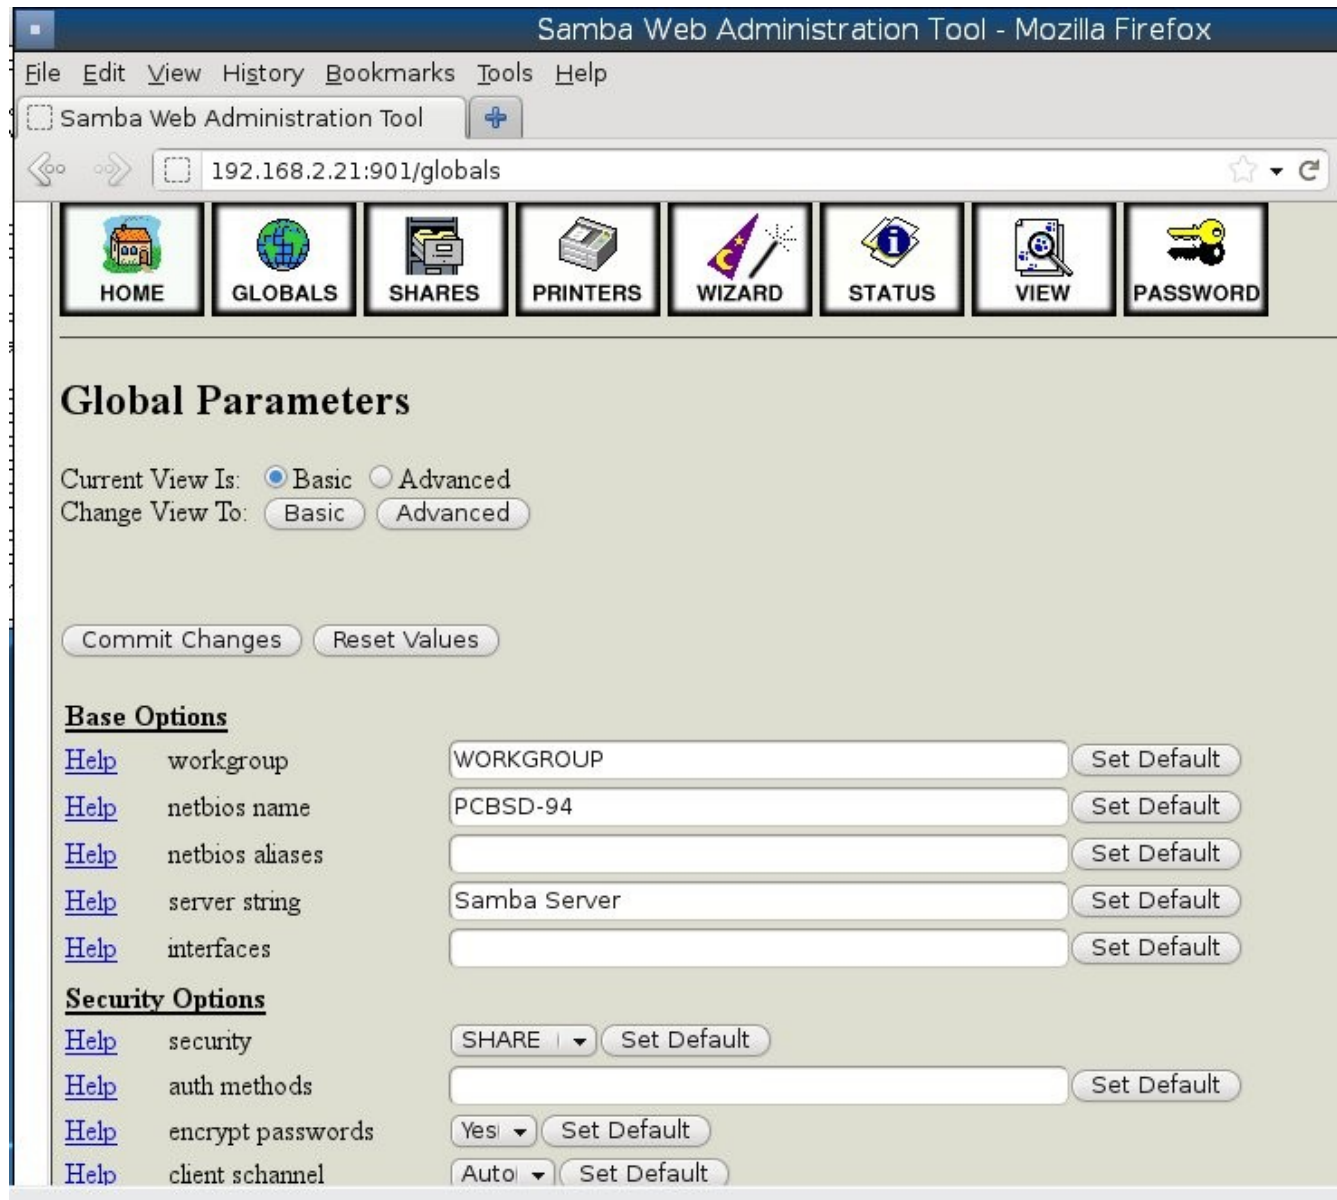 Samba Web Administration Tool - Mozilla Firefox
File Edit View History Bookmarks Tools Help
Samba Web Administration Tool
192.168.2.21:901/globals
HOME GLOBALS SHARES PRINTERS WIZARD STATUS VIEW PASSWORD
Global Parameters
Current View Is: Basic Advanced
Change View To: Basic Advanced
Commit Changes Reset Values
Base Options
Help workgroup WORKGROUP Set Default
Help netbios name PCBSD-94 Set Default
Help netbios aliases Set Default
Help server string Samba Server Set Default
Help interfaces Set Default
Security Options
Help security SHARE Set Default
Help auth methods Set Default
Help encrypt passwords Yes Set Default
Help client schannel Auto Set Default